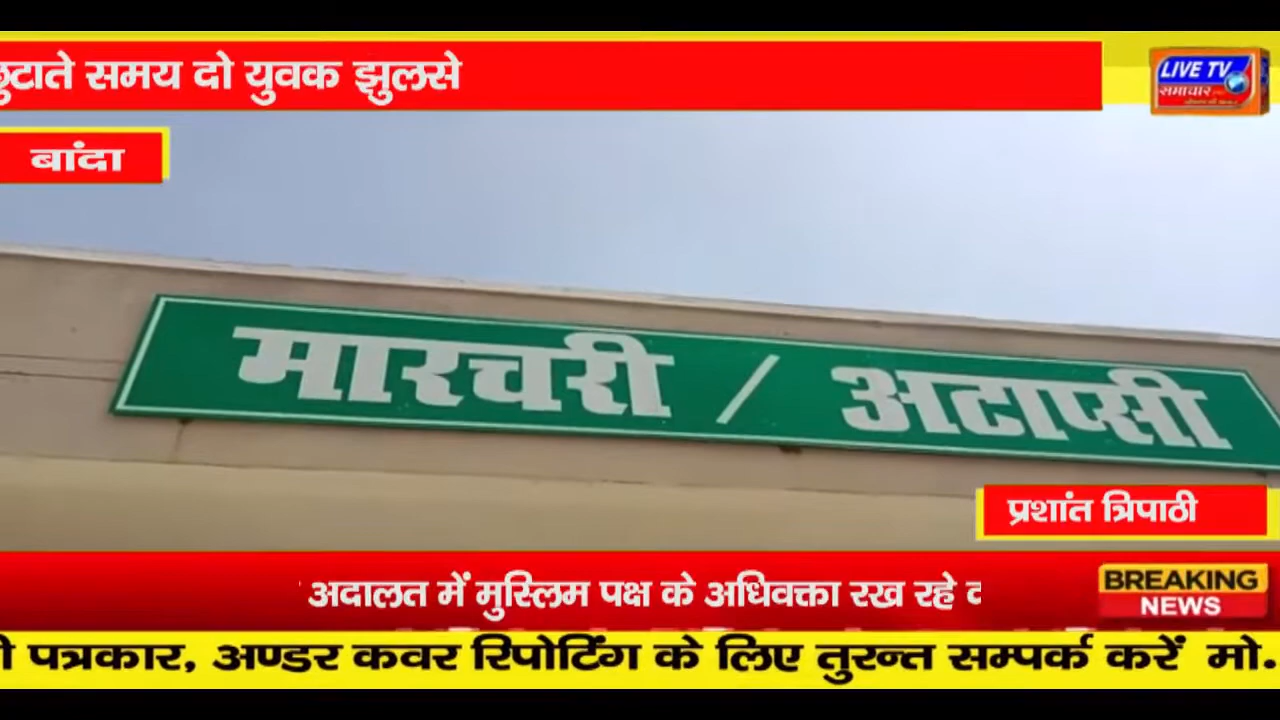 छुटाते समय दो युवक झुलसे
LIVE TV
समाचार
बांदा
मारचरी / अटाप्सी
प्रशांत त्रिपाठी
अदालत में मुस्लिम पक्ष के अधिवक्ता रख रहे
BREAKING
NEWS
पत्रकार, अण्डर कवर रिपोर्टिंग के लिए तुरन्त सम्पर्क करें मो.